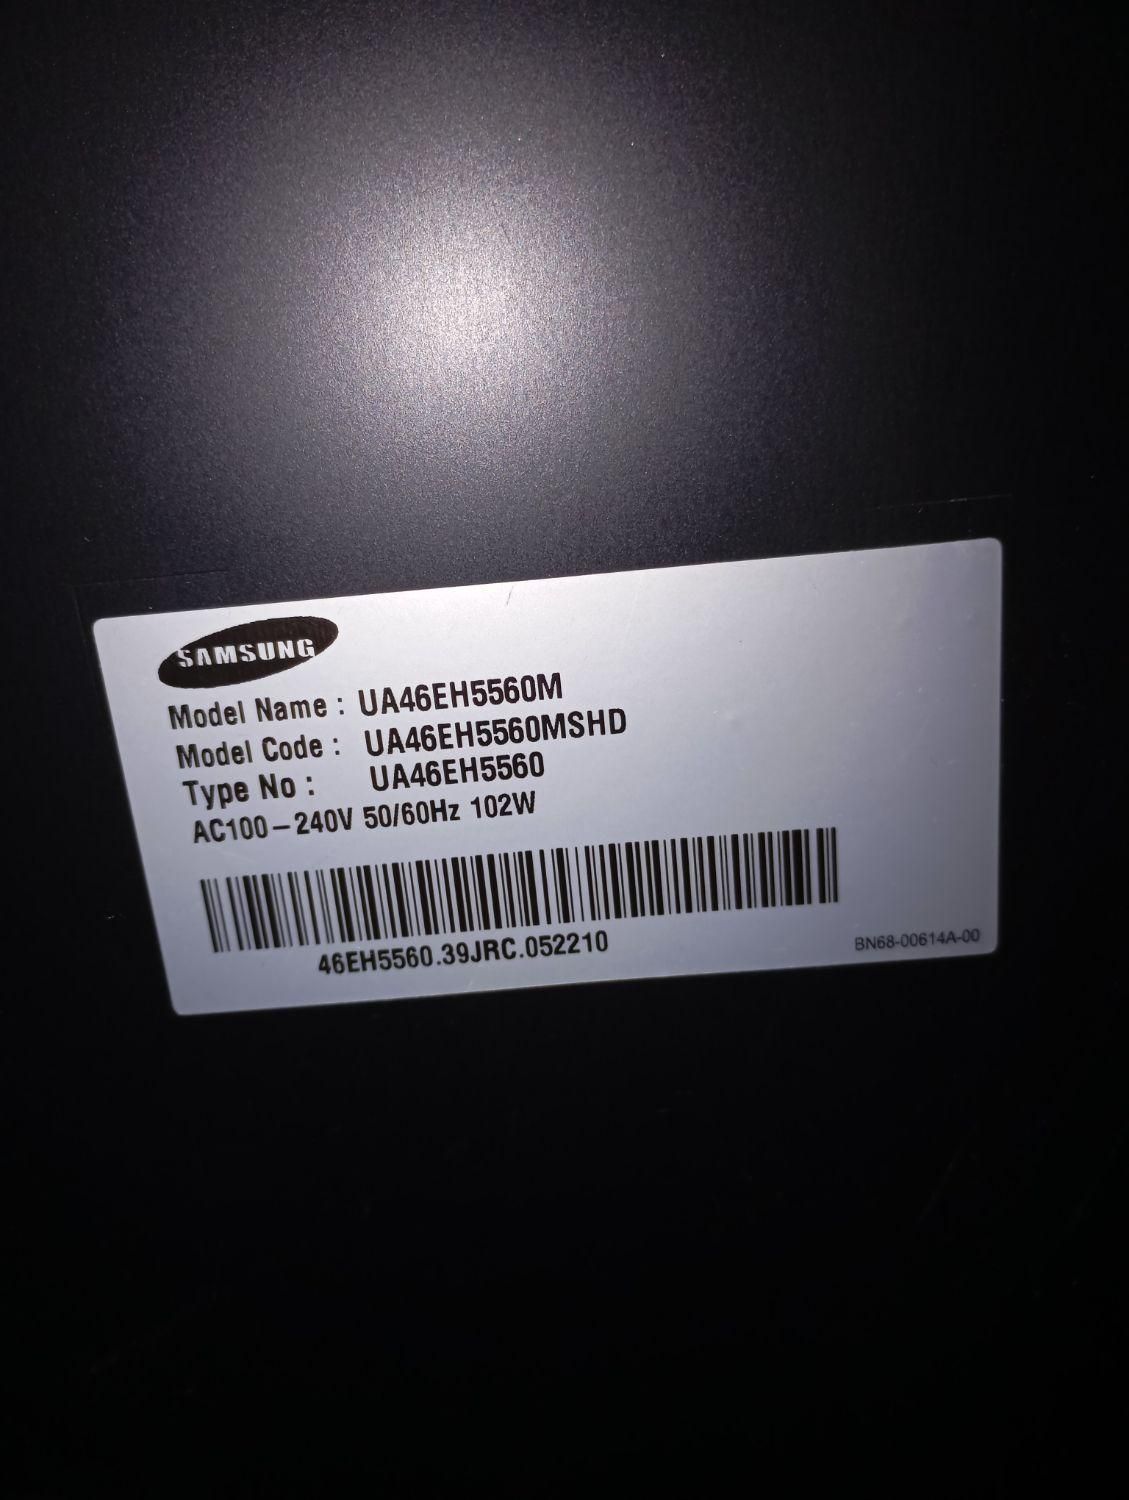 SAMSUNG
Model Name : UA46EH5560M
Model Code : UA46EH5560MSHD
Type No : UA46EH5560
AC100-240V 50/60Hz 102W
46EH5560.39JRC.052210
BN68-00614A-00